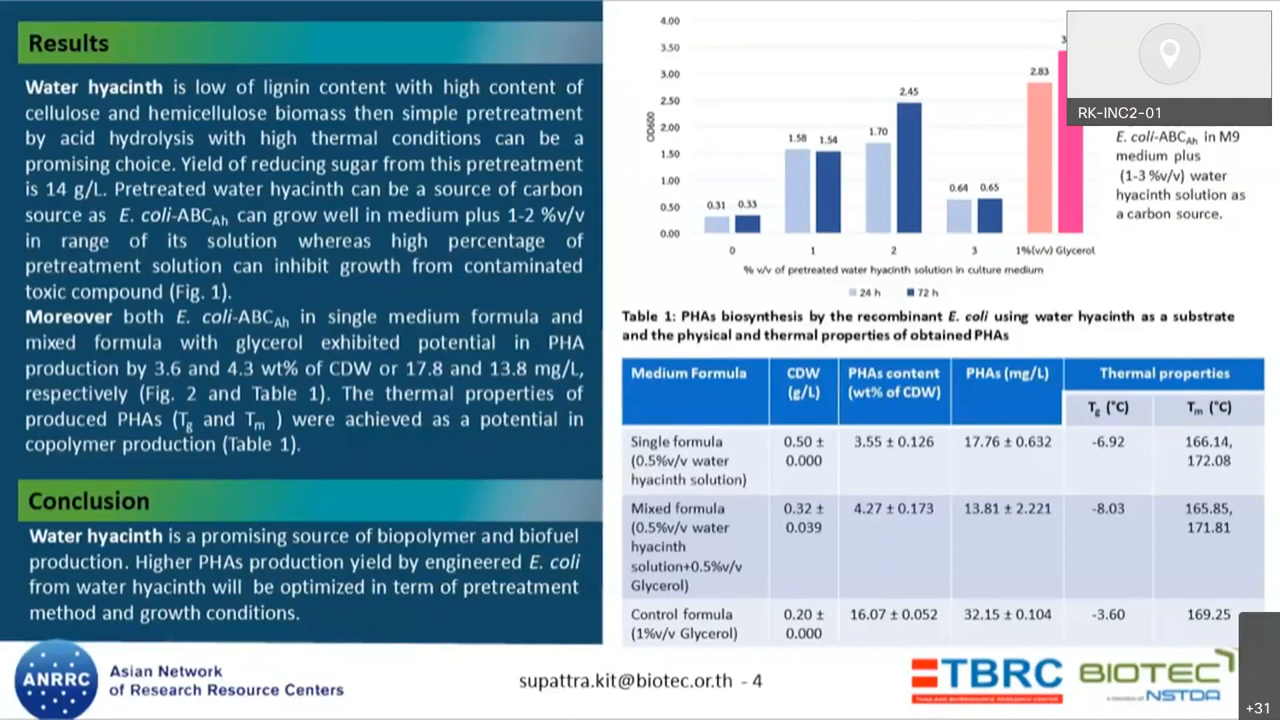 Results
Water hyacinth is low of lignin content with high content of
cellulose and hemicellulose biomass then simple pretreatment
by acid hydrolysis with high thermal conditions can be a
promising choice. Yield of reducing sugar from this pretreatment
is 14 g/L. Pretreated water hyacinth can be a source of carbon
source as E. coli-ABCAh can grow well in medium plus 1-2 %v/v
in range of its solution whereas high percentage of
pretreatment solution can inhibit growth from contaminated
toxic compound (Fig. 1).
Moreover both E. coli-ABCAh in single medium formula and
mixed formula with glycerol exhibited potential in PHA
production by 3.6 and 4.3 wt% of CDW or 17.8 and 13.8 mg/L,
respectively (Fig. 2 and Table 1). The thermal properties of
produced PHAs (Tg and Tm ) were achieved as a potential in
copolymer production (Table 1).
Conclusion
Water hyacinth is a promising source of biopolymer and biofuel
production. Higher PHAs production yield by engineered E. coli
from water hyacinth will be optimized in term of pretreatment
method and growth conditions.
OD600
4.00
3.50
3.00
2.50
2.00
1.50
1.00
0.50
0.00
0.31 0.33
1.58 1.54
1.70 2.45
0.64 0.65
2.83 3
0 1 2 3 1%(v/v) Glycerol
% v/v of pretreated water hyacinth solution in culture medium
24 h 72 h
RK-INC2-01
E. coli-ABCAh in M9
medium plus
(1-3 %v/v) water
hyacinth solution as
a carbon source.
Table 1: PHAs biosynthesis by the recombinant E. coli using water hyacinth as a substrate
and the physical and thermal properties of obtained PHAs
Medium Formula CDW (g/L) PHAs content (wt% of CDW) PHAs (mg/L) Thermal properties
Tg (°C) Tm (°C)
Single formula (0.5%v/v water hyacinth solution) 0.50 ± 0.000 3.55 ± 0.126 17.76 ± 0.632 -6.92 166.14, 172.08
Mixed formula (0.5%v/v water hyacinth solution+0.5%v/v Glycerol) 0.32 ± 0.039 4.27 ± 0.173 13.81 ± 2.221 -8.03 165.85, 171.81
Control formula (1%v/v Glycerol) 0.20 ± 0.000 16.07 ± 0.052 32.15 ± 0.104 -3.60 169.25
ANRRC
Asian Network
of Research Resource Centers
supattra.kit@biotec.or.th - 4
TBRC
BIOTEC
a member of NSTDA
+31